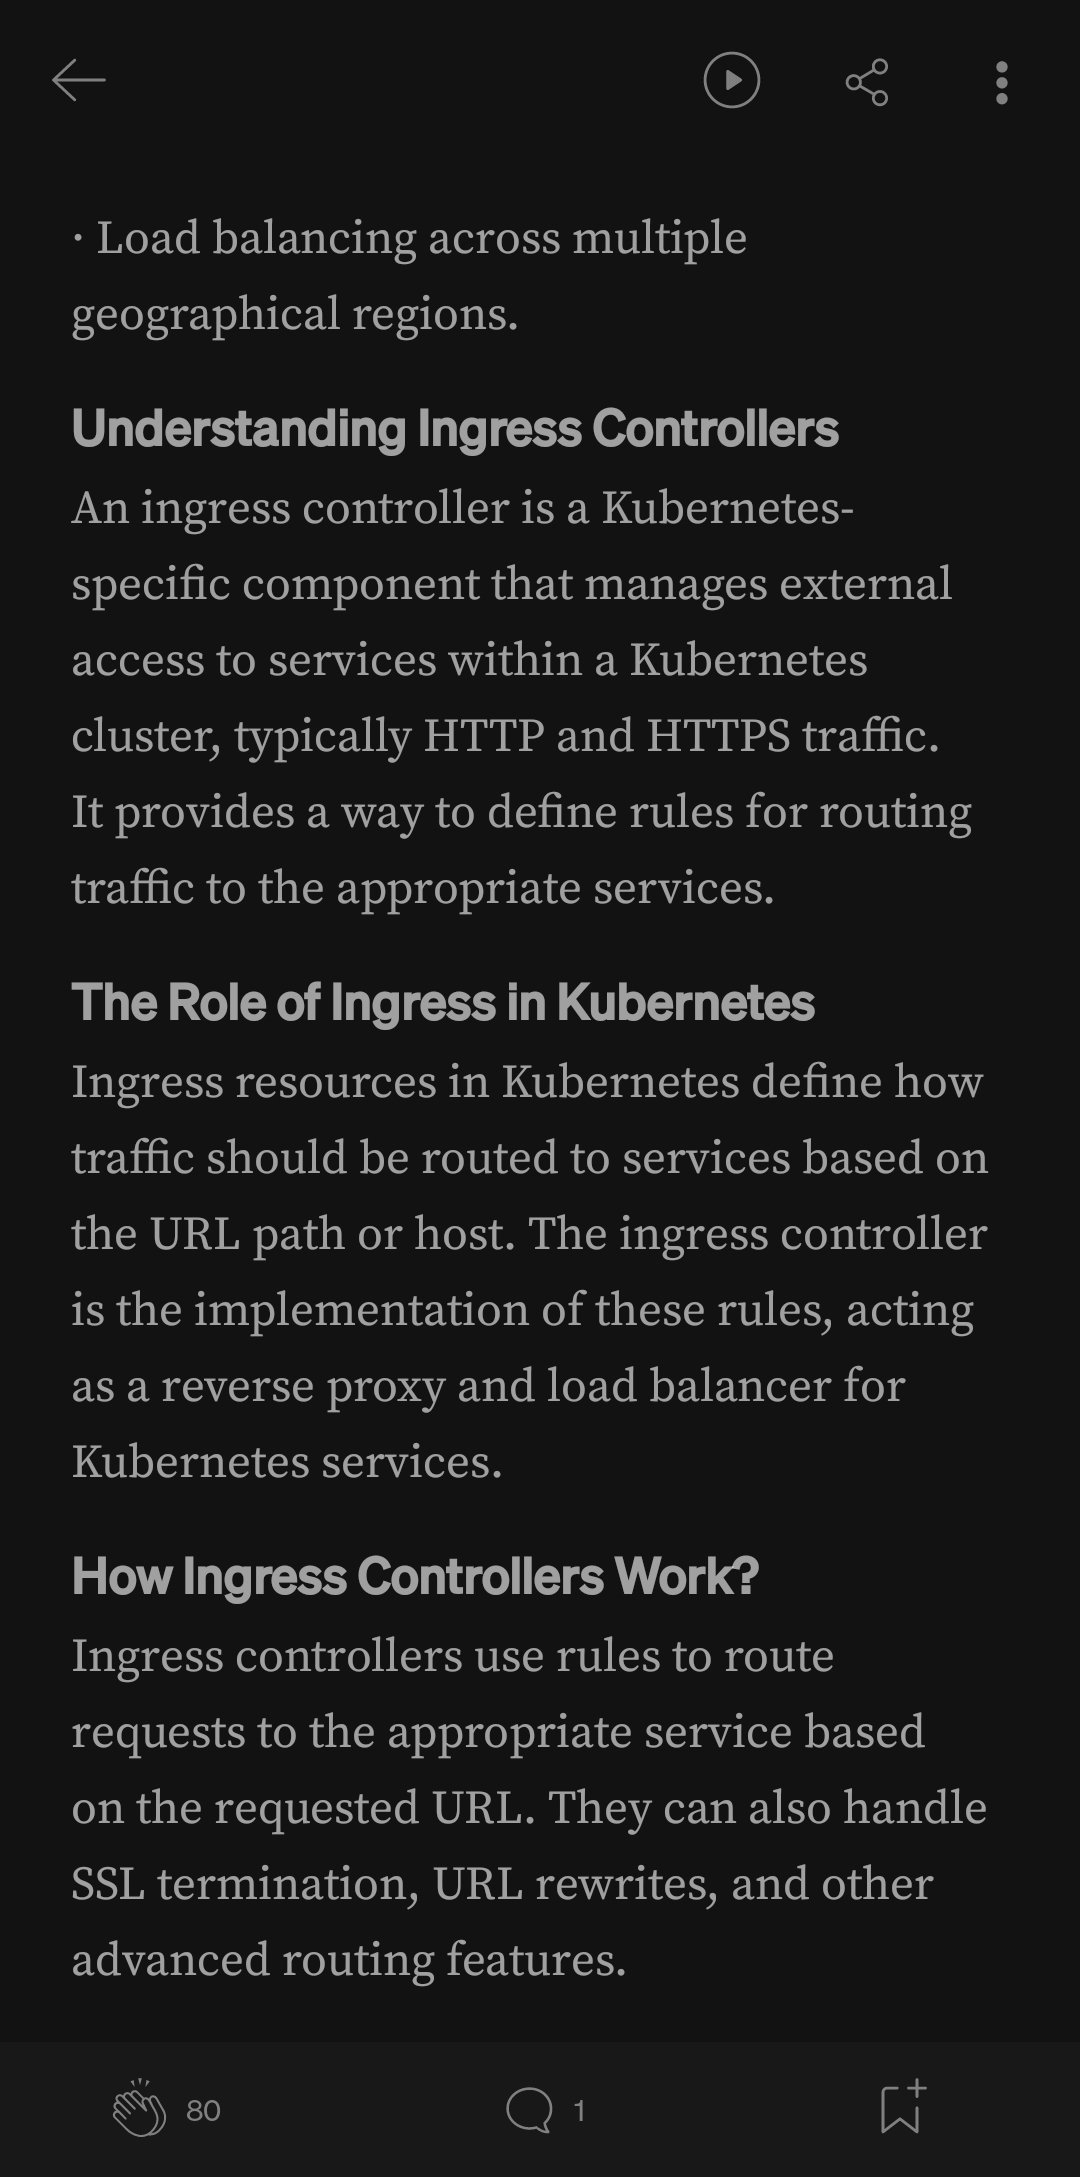 · Load balancing across multiple
geographical regions.
Understanding Ingress Controllers
An ingress controller is a Kubernetes-
specific component that manages external
access to services within a Kubernetes
cluster, typically HTTP and HTTPS traffic.
It provides a way to define rules for routing
traffic to the appropriate services.
The Role of Ingress in Kubernetes
Ingress resources in Kubernetes define how
traffic should be routed to services based on
the URL path or host. The ingress controller
is the implementation of these rules, acting
as a reverse proxy and load balancer for
Kubernetes services.
How Ingress Controllers Work?
Ingress controllers use rules to route
requests to the appropriate service based
on the requested URL. They can also handle
SSL termination, URL rewrites, and other
advanced routing features.
80 1